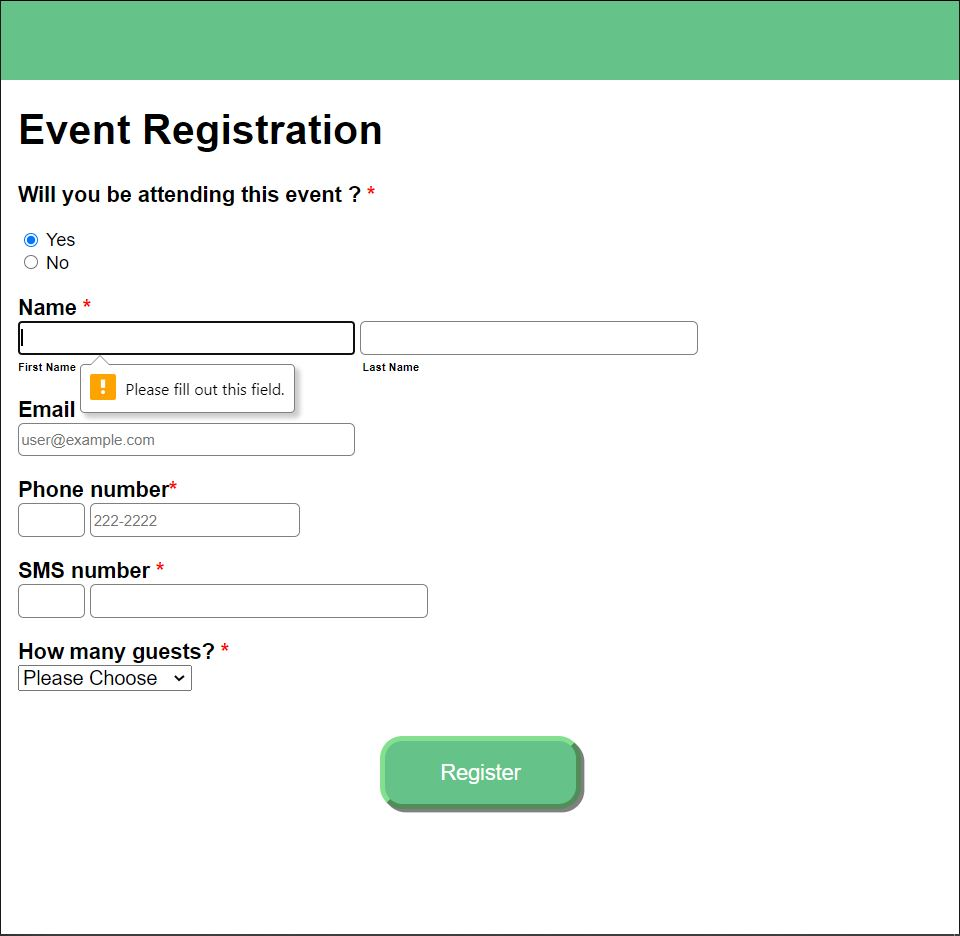 Event Registration
Will you be attending this event ? *
Yes
No
Name *
First Name
Last Name
Please fill out this field.
Email
user@example.com
Phone number*
222-2222
SMS number *
How many guests? *
Please Choose
Register